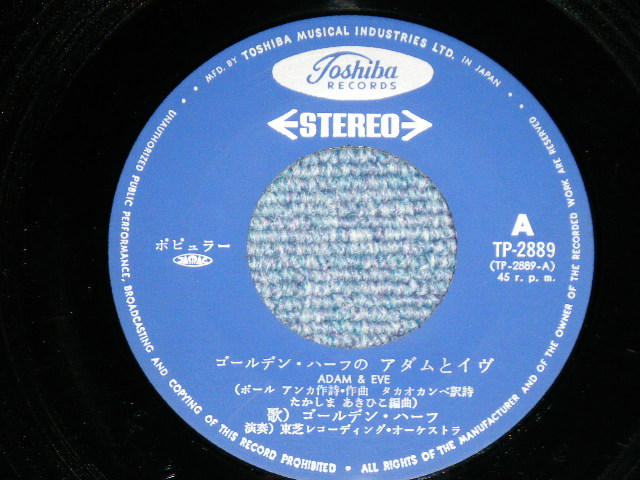 MFD. BY TOSHIBA MUSICAL INDUSTRIES LTD. IN JAPAN
Toshiba
RECORDS
STEREO
ポピュラー
JASRAC
A
TP-2889
(TP-2889-A)
45 r. p. m.
ゴールデン・ハーフの アダムとイヴ
ADAM & EVE
(ポール アンカ作詩・作曲 タカオカンベ訳詩
たかしま あきひこ編曲)
歌) ゴールデン・ハーフ
演奏) 東芝レコーディング・オーケストラ
UNAUTHORIZED PUBLIC PERFORMANCE, BROADCASTING AND COPYING OF THIS RECORD PROHIBITED • ALL RIGHTS OF THE MANUFACTURER AND OF THE OWNER OF THE RECORDED WORK ARE RESERVED